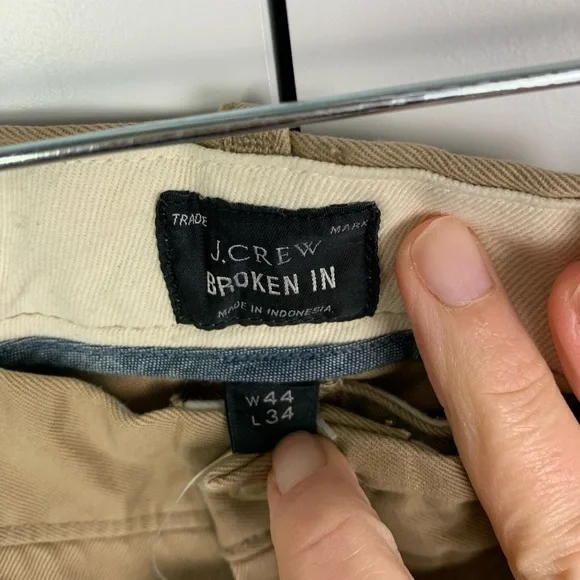 TRADE MARK
J.CREW
BROKEN IN
MADE IN INDONESIA
W44
L34